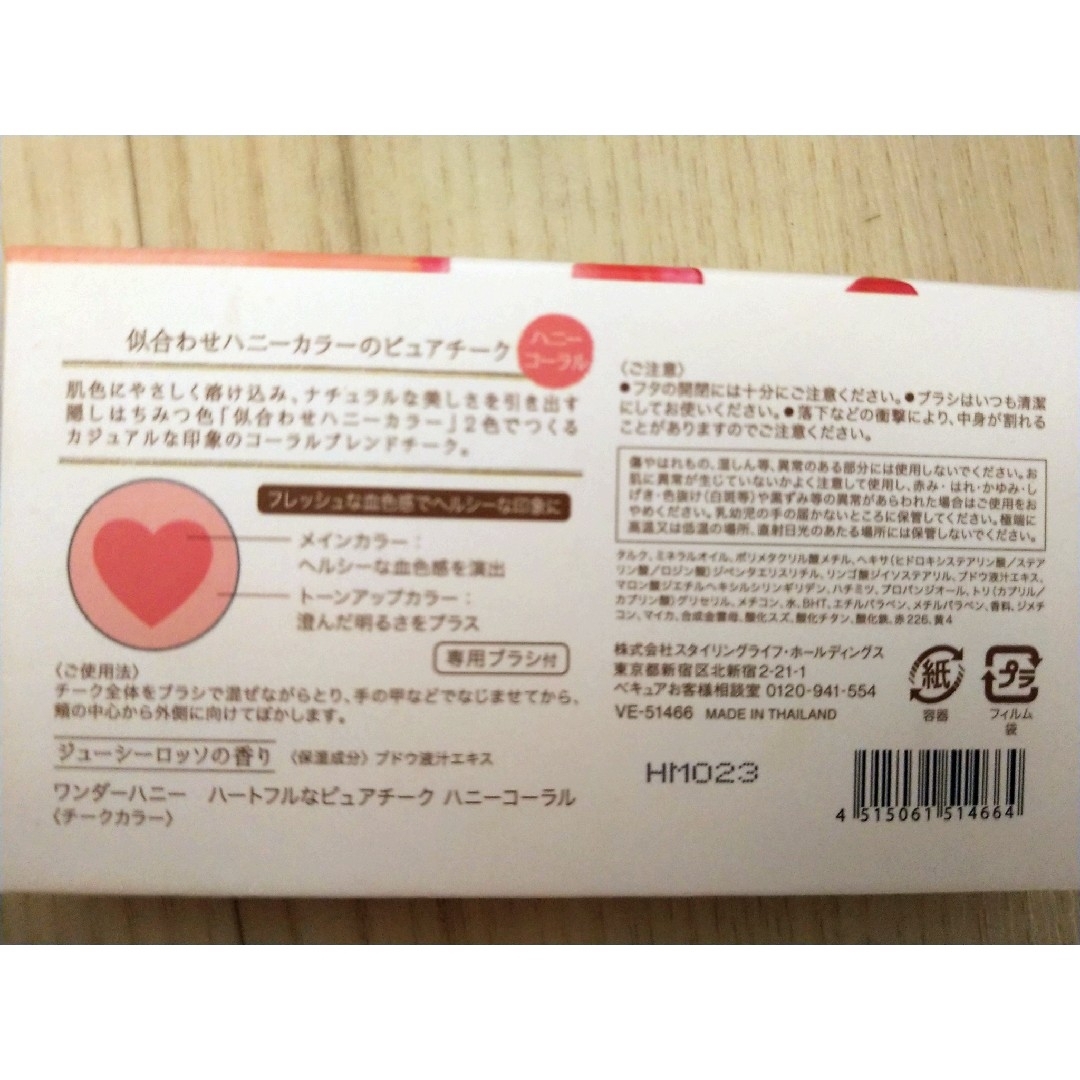 似合わせハニーカラーのピュアチーク
ハニー
コーラル
肌色にやさしく溶け込み、ナチュラルな美しさを引き出す
隠しはちみつ色「似合わせハニーカラー」2色でつくる
カジュアルな印象のコーラルブレンドチーク。
フレッシュな血色感でヘルシーな印象に
メインカラー：
ヘルシーな血色感を演出
トーンアップカラー：
澄んだ明るさをプラス
専用ブラシ付
〈ご使用法〉
チーク全体をブラシで混ぜながらとり、手の甲などでなじませてから、
頬の中心から外側に向けてぼかします。
ジューシーロッソの香り 〈保湿成分〉ブドウ液汁エキス
ワンダーハニー ハートフルなピュアチーク ハニーコーラル
〈チークカラー〉
〈ご注意〉
●フタの開閉には十分にご注意ください。●ブラシはいつも清潔
にしてお使いください。●落下などの衝撃により、中身が割れる
ことがありますのでご注意ください。
傷やはれもの、湿しん等、異常のある部分には使用しないでください。お
肌に異常が生じていないかよく注意して使用し、赤み・はれ・かゆみ・し
げき・色抜け(白斑等)や黒ずみ等の異常があらわれた場合はご使用をお
やめください。乳幼児の手の届かないところに保管してください。極端に
高温又は低温の場所、直射日光のあたる場所には保管しないでください。
タルク、ミネラルオイル、ポリメタクリル酸メチル、ヘキサ(ヒドロキシステアリン酸/ステア
リン酸/ロジン酸)ジペンタエリスリチル、リンゴ酸ジイソステアリル、ブドウ液汁エキス、
マロン酸ジエチルヘキシルシリンギリデン、ハチミツ、プロパンジオール、トリ(カプリル/
カプリン酸)グリセリル、メチコン、水、BHT、エチルパラベン、メチルパラベン、香料、ジメチ
コン、マイカ、合成金雲母、酸化スズ、酸化チタン、酸化鉄、赤226、黄4
株式会社スタイリングライフ・ホールディングス
東京都新宿区北新宿2-21-1
ベキュアお客様相談室 0120-941-554
VE-51466 MADE IN THAILAND
紙
容器
プラ
フィルム
袋
HM023
4 515061 514664